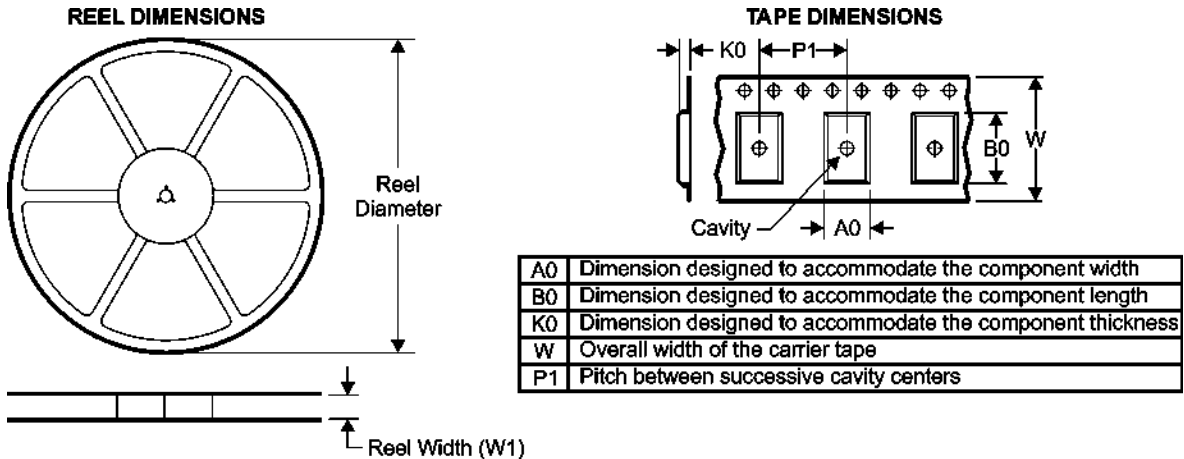 REEL DIMENSIONS
Reel
Diameter
Reel Width (W1)
TAPE DIMENSIONS
K0
P1
W
B0
Cavity
A0
A0 Dimension designed to accommodate the component width
B0 Dimension designed to accommodate the component length
K0 Dimension designed to accommodate the component thickness
W Overall width of the carrier tape
P1 Pitch between successive cavity centers